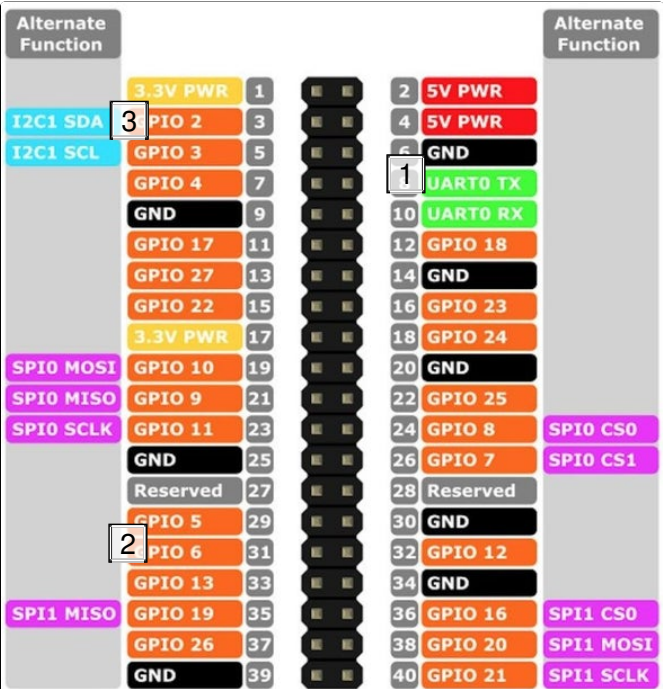 Alternate
Function
Alternate
Function
3.3V PWR 1 2 5V PWR
I2C1 SDA 3 PIO 2 3 4 5V PWR
I2C1 SCL GPIO 3 5 6 GND
GPIO 4 7 1 UART0 TX
GND 9 10 UART0 RX
GPIO 17 11 12 GPIO 18
GPIO 27 13 14 GND
GPIO 22 15 16 GPIO 23
3.3V PWR 17 18 GPIO 24
SPI0 MOSI GPIO 10 19 20 GND
SPI0 MISO GPIO 9 21 22 GPIO 25
SPI0 SCLK GPIO 11 23 24 GPIO 8 SPI0 CS0
GND 25 26 GPIO 7 SPI0 CS1
Reserved 27 28 Reserved
GPIO 5 29 30 GND
2 PIO 6 31 32 GPIO 12
GPIO 13 33 34 GND
SPI1 MISO GPIO 19 35 36 GPIO 16 SPI1 CS0
GPIO 26 37 38 GPIO 20 SPI1 MOSI
GND 39 40 GPIO 21 SPI1 SCLK